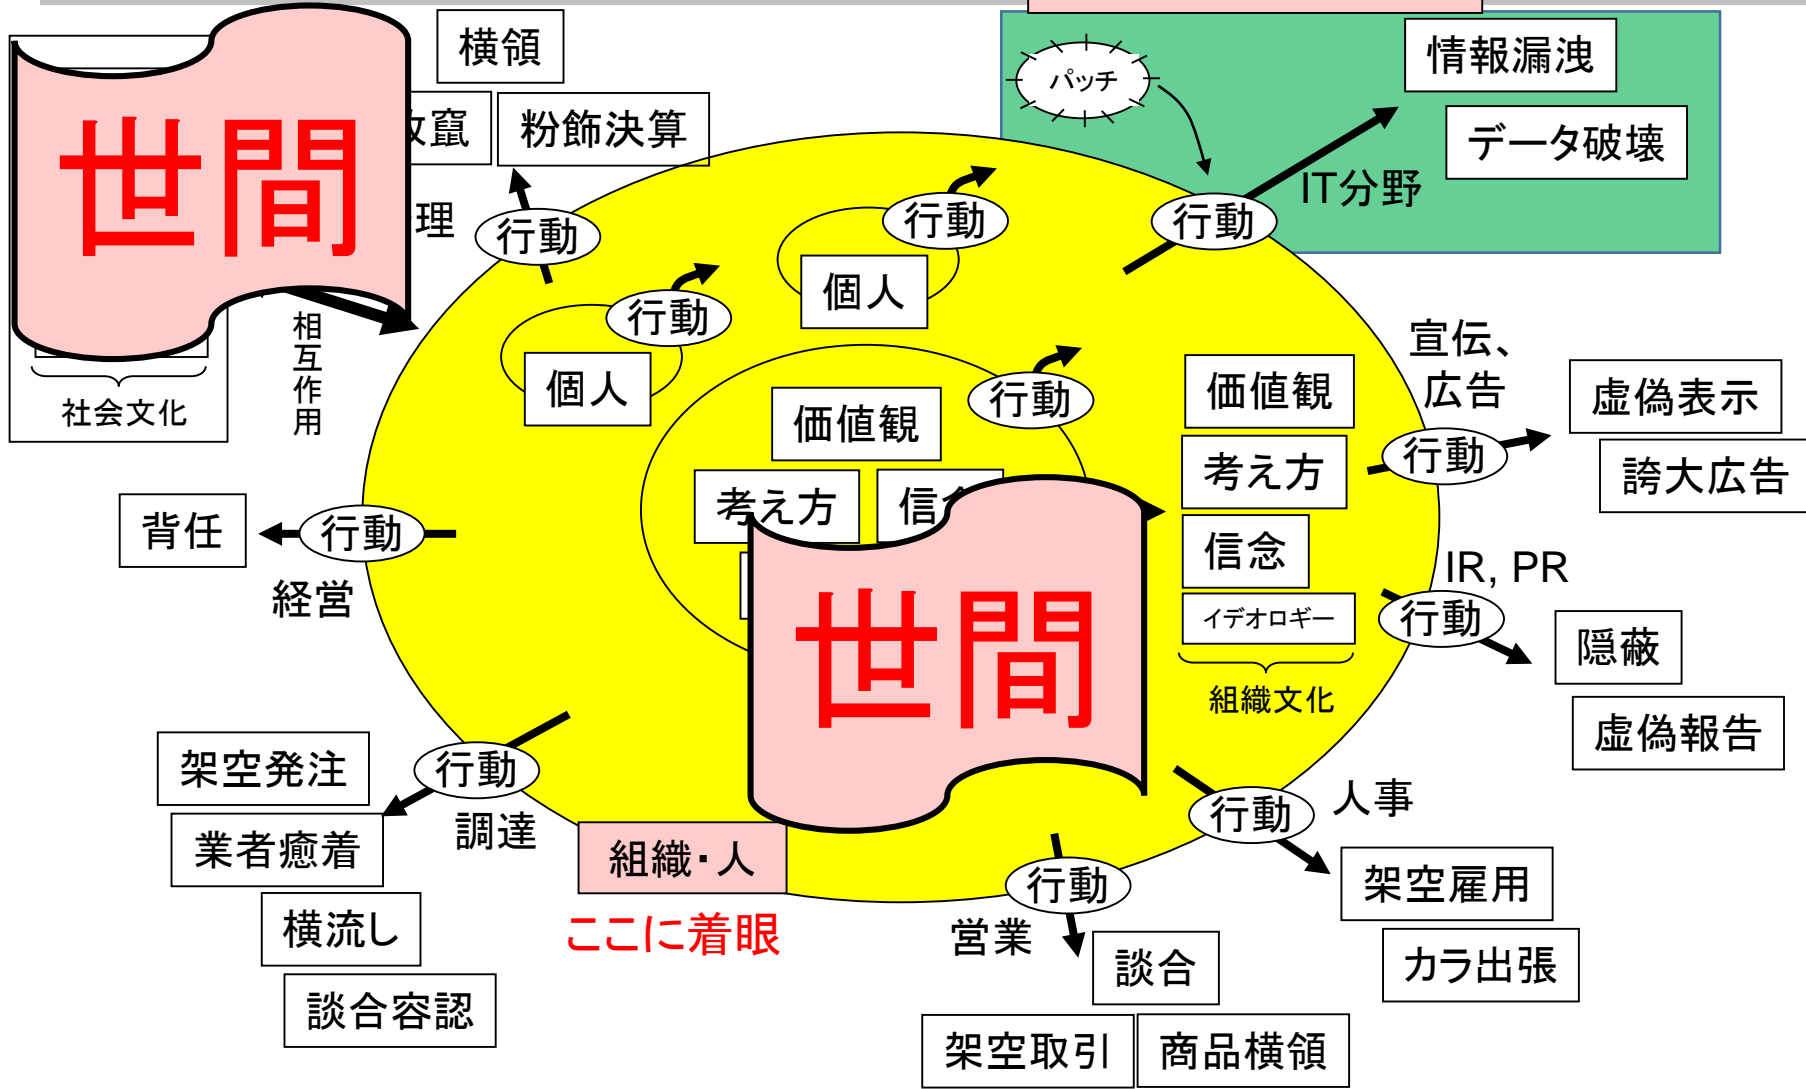 横領
情報漏洩
パッチ
世間
改竄
粉飾決算
データ破壊
IT分野
理
行動
行動
行動
個人
行動
個人
相
互
作
用
社会文化
宣伝、
広告
行動
価値観
価値観
虚偽表示
行動
考え方
誇大広告
考え方
信念
背任
行動
経営
信念
IR, PR
イデオロギー
行動
隠蔽
世間
組織文化
虚偽報告
架空発注
行動
調達
人事
行動
業者癒着
組織・人
架空雇用
行動
横流し
ここに着眼
営業
談合
カラ出張
談合容認
架空取引
商品横領